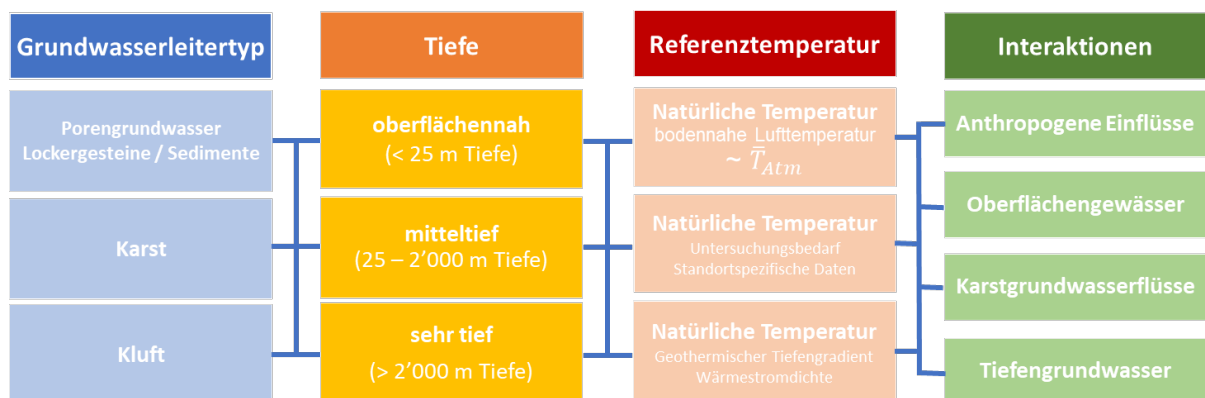 Grundwasserleitertyp
Porengrundwasser
Lockergesteine / Sedimente
Karst
Kluft
Tiefe
oberflächennah
(< 25 m Tiefe)
mitteltief
(25 – 2’000 m Tiefe)
sehr tief
(> 2’000 m Tiefe)
Referenztemperatur
Natürliche Temperatur
bodennahe Lufttemperatur
~ T̄_Atm
Natürliche Temperatur
Untersuchungsbedarf
Standortspezifische Daten
Natürliche Temperatur
Geothermischer Tiefengradient
Wärmestromdichte
Interaktionen
Anthropogene Einflüsse
Oberflächengewässer
Karstgrundwasserflüsse
Tiefengrundwasser